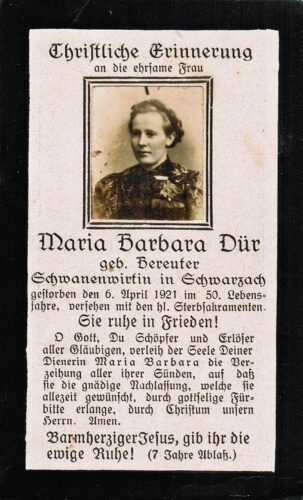 Christliche Erinnerung
an die ehrsame Frau
Maria Barbara Dür
geb. Bereuter
Schwanenwirtin in Schwarzach
gestorben den 6. April 1921 im 50. Lebens-
jahre, versehen mit den hl. Sterbsakramenten.
Sie ruhe in Frieden!
O Gott, Du Schöpfer und Erlöser
aller Gläubigen, verleih der Seele Deiner
Dienerin Maria Barbara die Ver-
zeihung aller ihrer Sünden, auf daß
sie die gnädige Nachlassung, welche sie
allezeit gewünscht, durch gottselige Für-
bitte erlange, durch Christum unsern
Herrn. Amen.
Barmherziger Jesus, gib ihr die
ewige Ruhe! (7 Jahre Ablaß.)